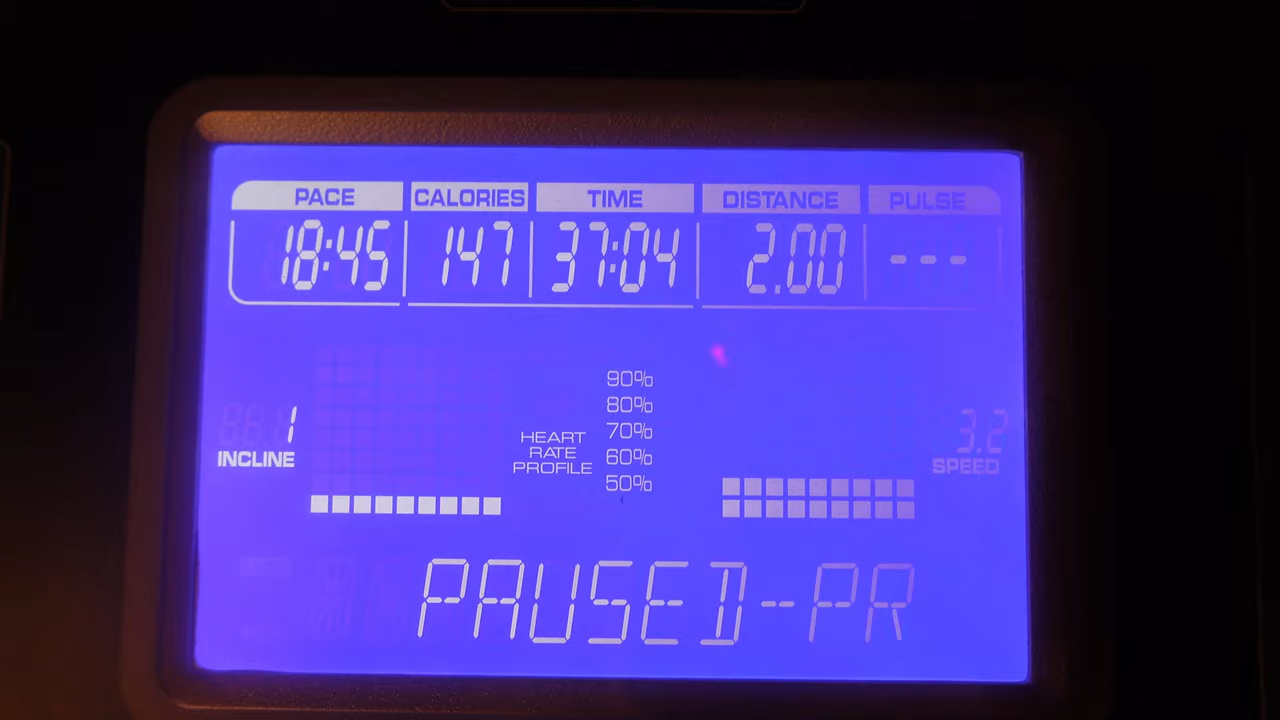 PACE CALORIES TIME DISTANCE PULSE
18:45 147 37:04 2.00 ---
90%
80%
HEART RATE PROFILE
70%
60%
50%
1
INCLINE
3.2
SPEED
PAUSED-PR